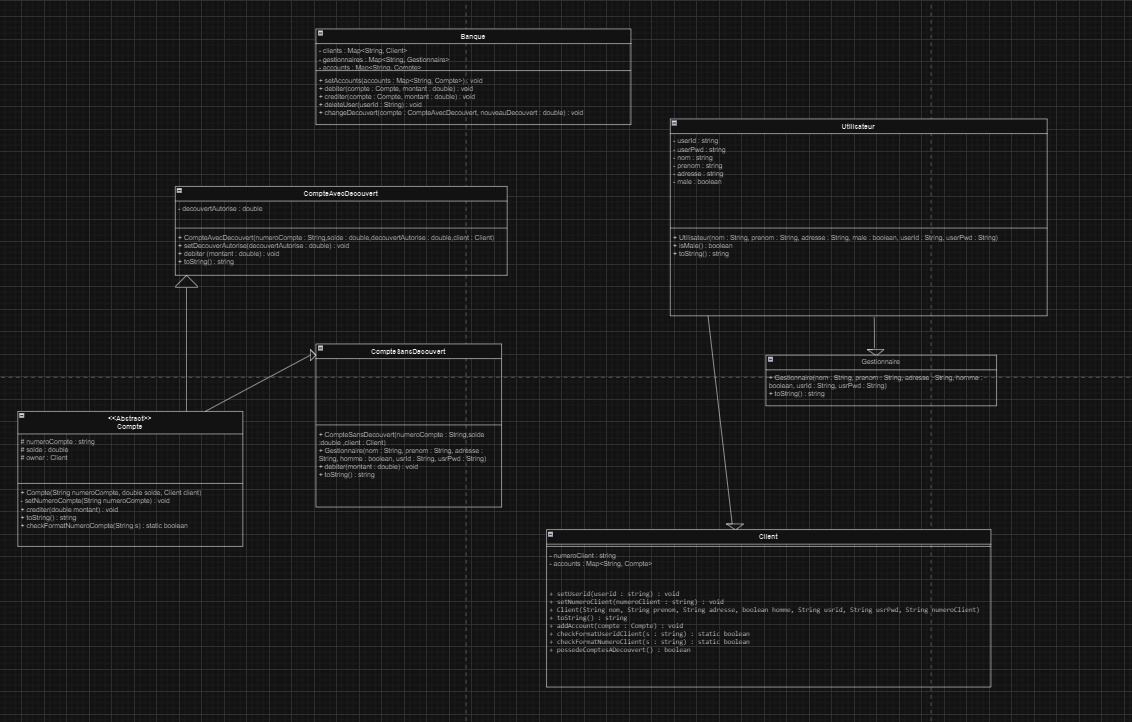 Banque
- clients : Map<String, Client>
- gestionnaires : Map<String, Gestionnaire>
- accounts : Map<String, Compte>
+ setAccounts(accounts : Map<String, Compte>) : void
+ debiter(compte : Compte, montant : double) : void
+ crediter(compte : Compte, montant : double) : void
+ deleteUser(userId : String) : void
+ changeDecouvert(compte : CompteAvecDecouvert, nouveauDecouvert : double) : void
Utilisateur
- userId : string
- userPwd : string
- nom : string
- prenom : string
- adresse : string
- male : boolean
+ Utilisateur(nom : String, prenom : String, adresse : String, male : boolean, userId : String, userPwd : String)
+ isMale() : boolean
+ toString() : string
CompteAvecDecouvert
- decouvertAutorise : double
+ CompteAvecDecouvert(numeroCompte : String,solde : double,decouvertAutorise : double,client : Client)
+ setDecouverAutorise(decouvertAutorise : double) : void
+ debiter (montant : double) : void
+ toString() : string
CompteSansDecouvert
+ CompteSansDecouvert(numeroCompte : String,solde
:double ,client : Client)
+ Gestionnaire(nom : String, prenom : String, adresse :
String, homme : boolean, usrId : String, usrPwd : String)
+ debiter(montant : double) : void
+ toString() : string
Gestionnaire
+ Gestionnaire(nom : String, prenom : String, adresse : String, homme :
boolean, usrId : String, usrPwd : String)
+ toString() : string
<<Abstract>>
Compte
# numeroCompte : string
# solde : double
# owner : Client
+ Compte(String numeroCompte, double solde, Client client)
- setNumeroCompte(String numeroCompte) : void
+ crediter(double montant) : void
+ toString() : string
+ checkFormatNumeroCompte(String s) : static boolean
Client
- numeroClient : string
- accounts : Map<String, Compte>
+ setUserId(userId : string) : void
+ setNumeroClient(numeroClient : string) : void
+ Client(String nom, String prenom, String adresse, boolean homme, String usrId, String usrPwd, String numeroClient)
+ toString() : string
+ addAccount(compte : Compte) : void
+ checkFormatUserIdClient(s : string) : static boolean
+ checkFormatNumeroClient(s : string) : static boolean
+ possedeComptesADecouvert() : boolean